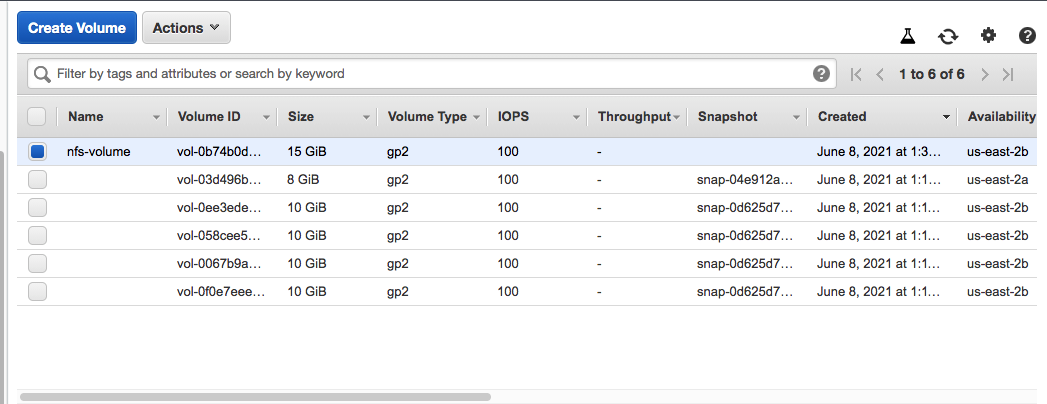 Create Volume Actions
Filter by tags and attributes or search by keyword ? 1 to 6 of 6 ?
Name Volume ID Size Volume Type IOPS Throughput Snapshot Created Availability
nfs-volume vol-0b74b0d... 15 GiB gp2 100 - June 8, 2021 at 1:3... us-east-2b
vol-03d496b... 8 GiB gp2 100 - snap-04e912a... June 8, 2021 at 1:1... us-east-2a
vol-0ee3ede... 10 GiB gp2 100 - snap-0d625d7... June 8, 2021 at 1:1... us-east-2b
vol-058cee5... 10 GiB gp2 100 - snap-0d625d7... June 8, 2021 at 1:1... us-east-2b
vol-0067b9a... 10 GiB gp2 100 - snap-0d625d7... June 8, 2021 at 1:1... us-east-2b
vol-0f0e7eee... 10 GiB gp2 100 - snap-0d625d7... June 8, 2021 at 1:1... us-east-2b